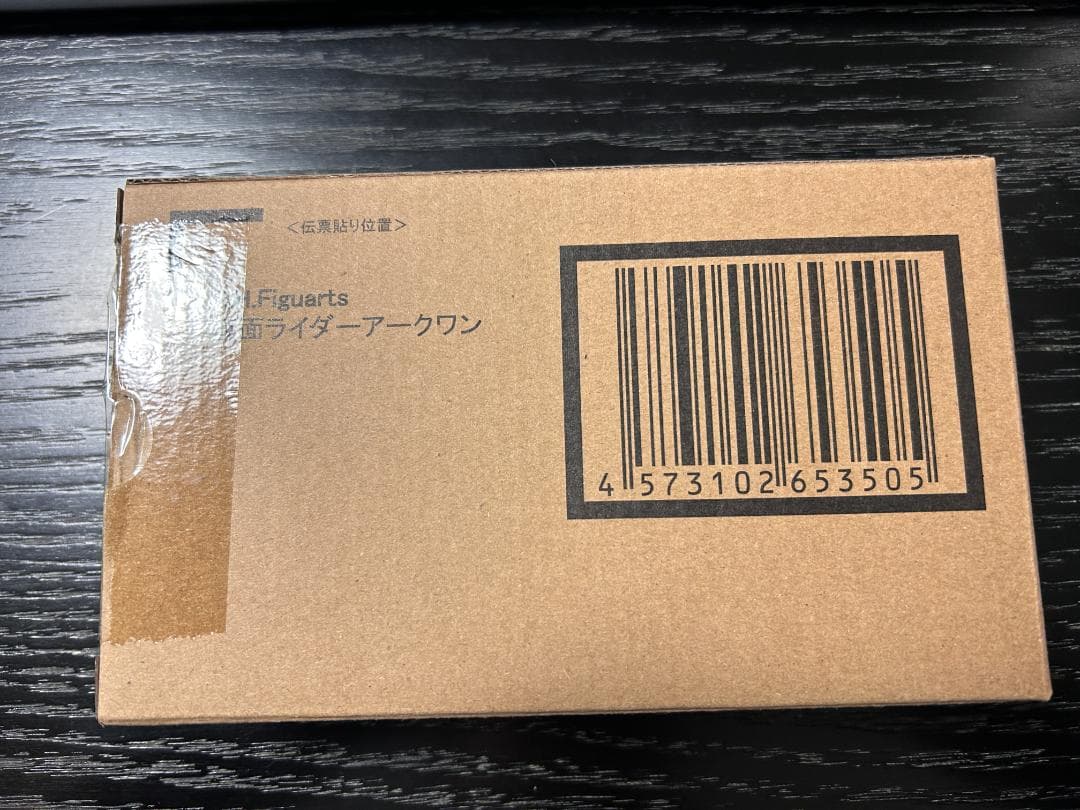 <伝票貼り位置>
.Figuarts
面ライダーアークワン
4 573102 653505